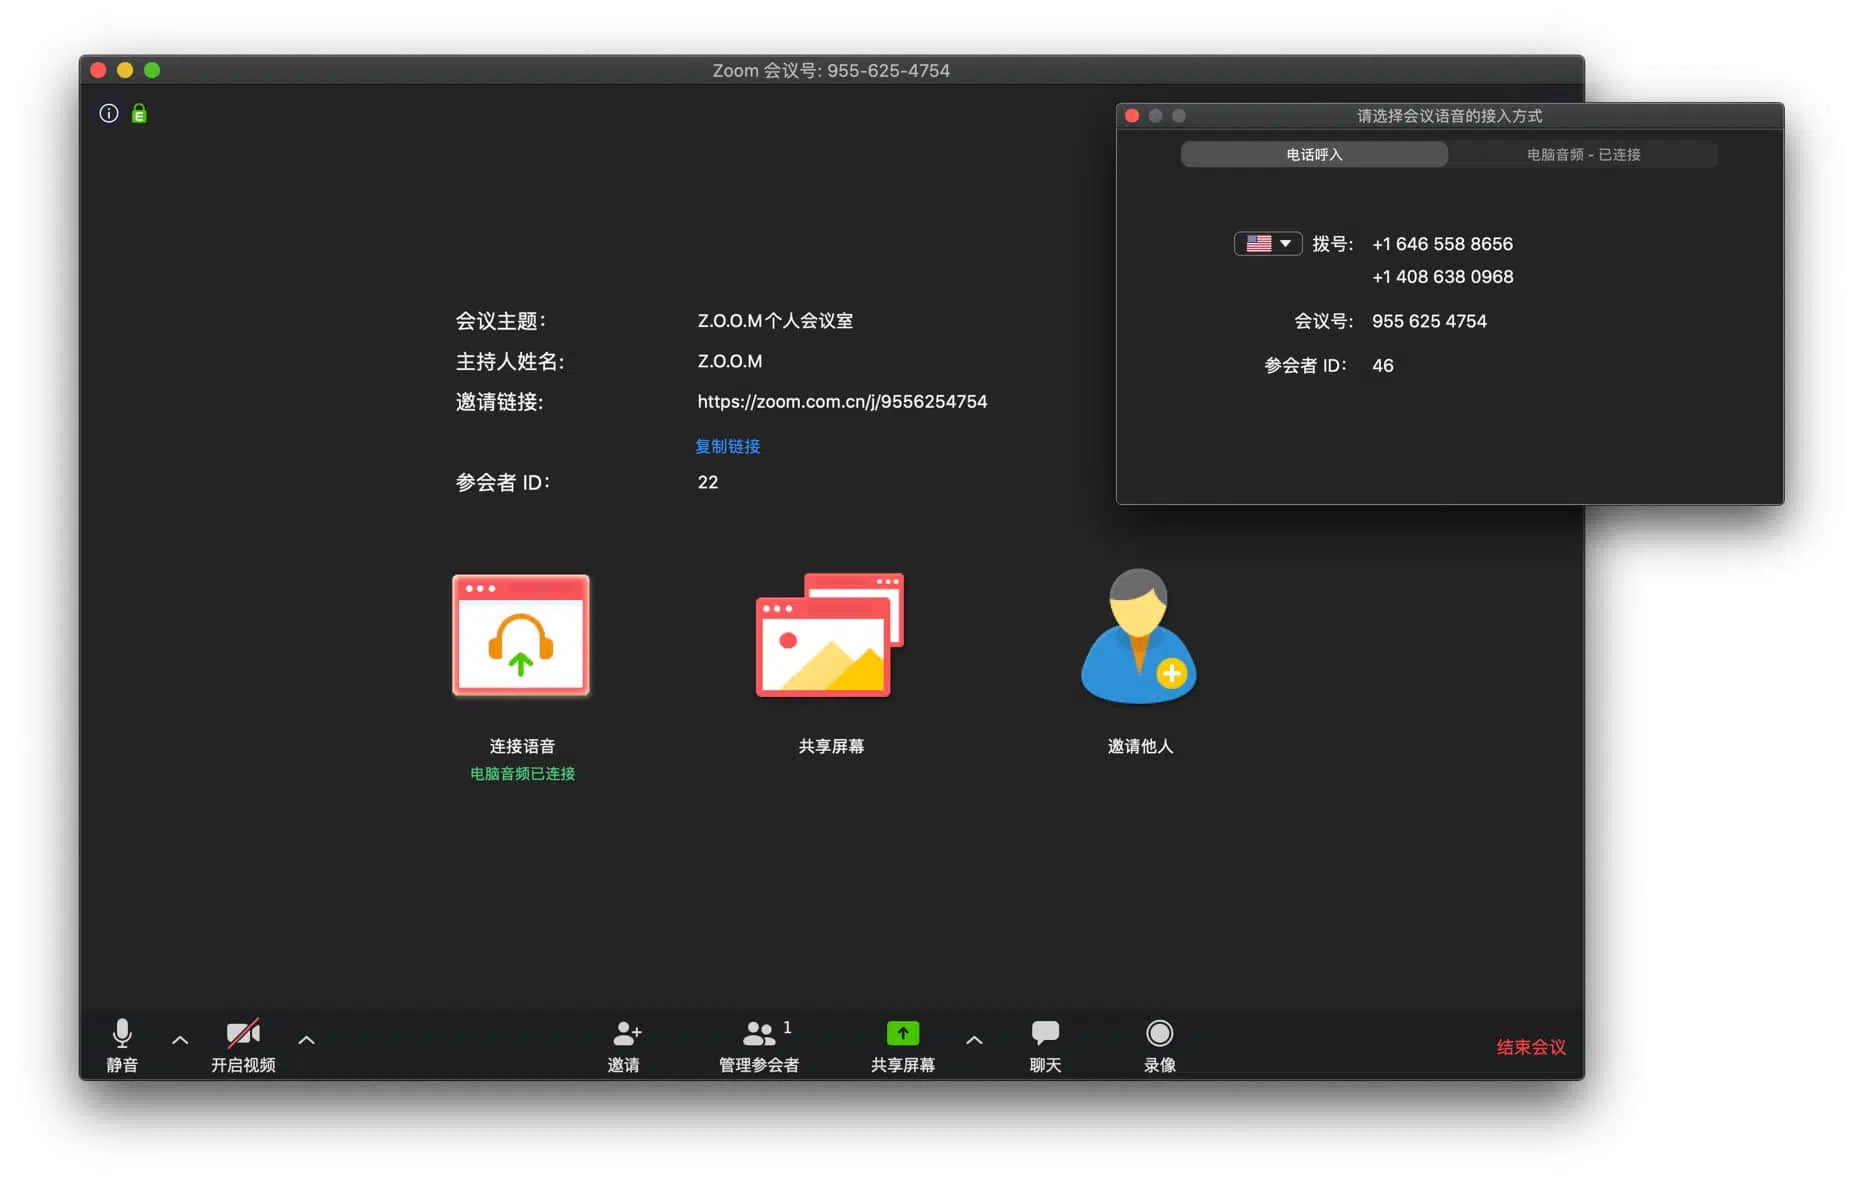 Zoom 会议号: 955-625-4754
会议主题:
Z.O.O.M个人会议室
主持人姓名:
Z.O.O.M
邀请链接:
https://zoom.com.cn/j/9556254754
复制链接
参会者 ID:
22
连接语音
电脑音频已连接
共享屏幕
邀请他人
请选择会议语音的接入方式
电话呼入
电脑音频 - 已连接
拨号: +1 646 558 8656
+1 408 638 0968
会议号: 955 625 4754
参会者 ID: 46
静音
开启视频
邀请
1
管理参会者
共享屏幕
聊天
录像
结束会议